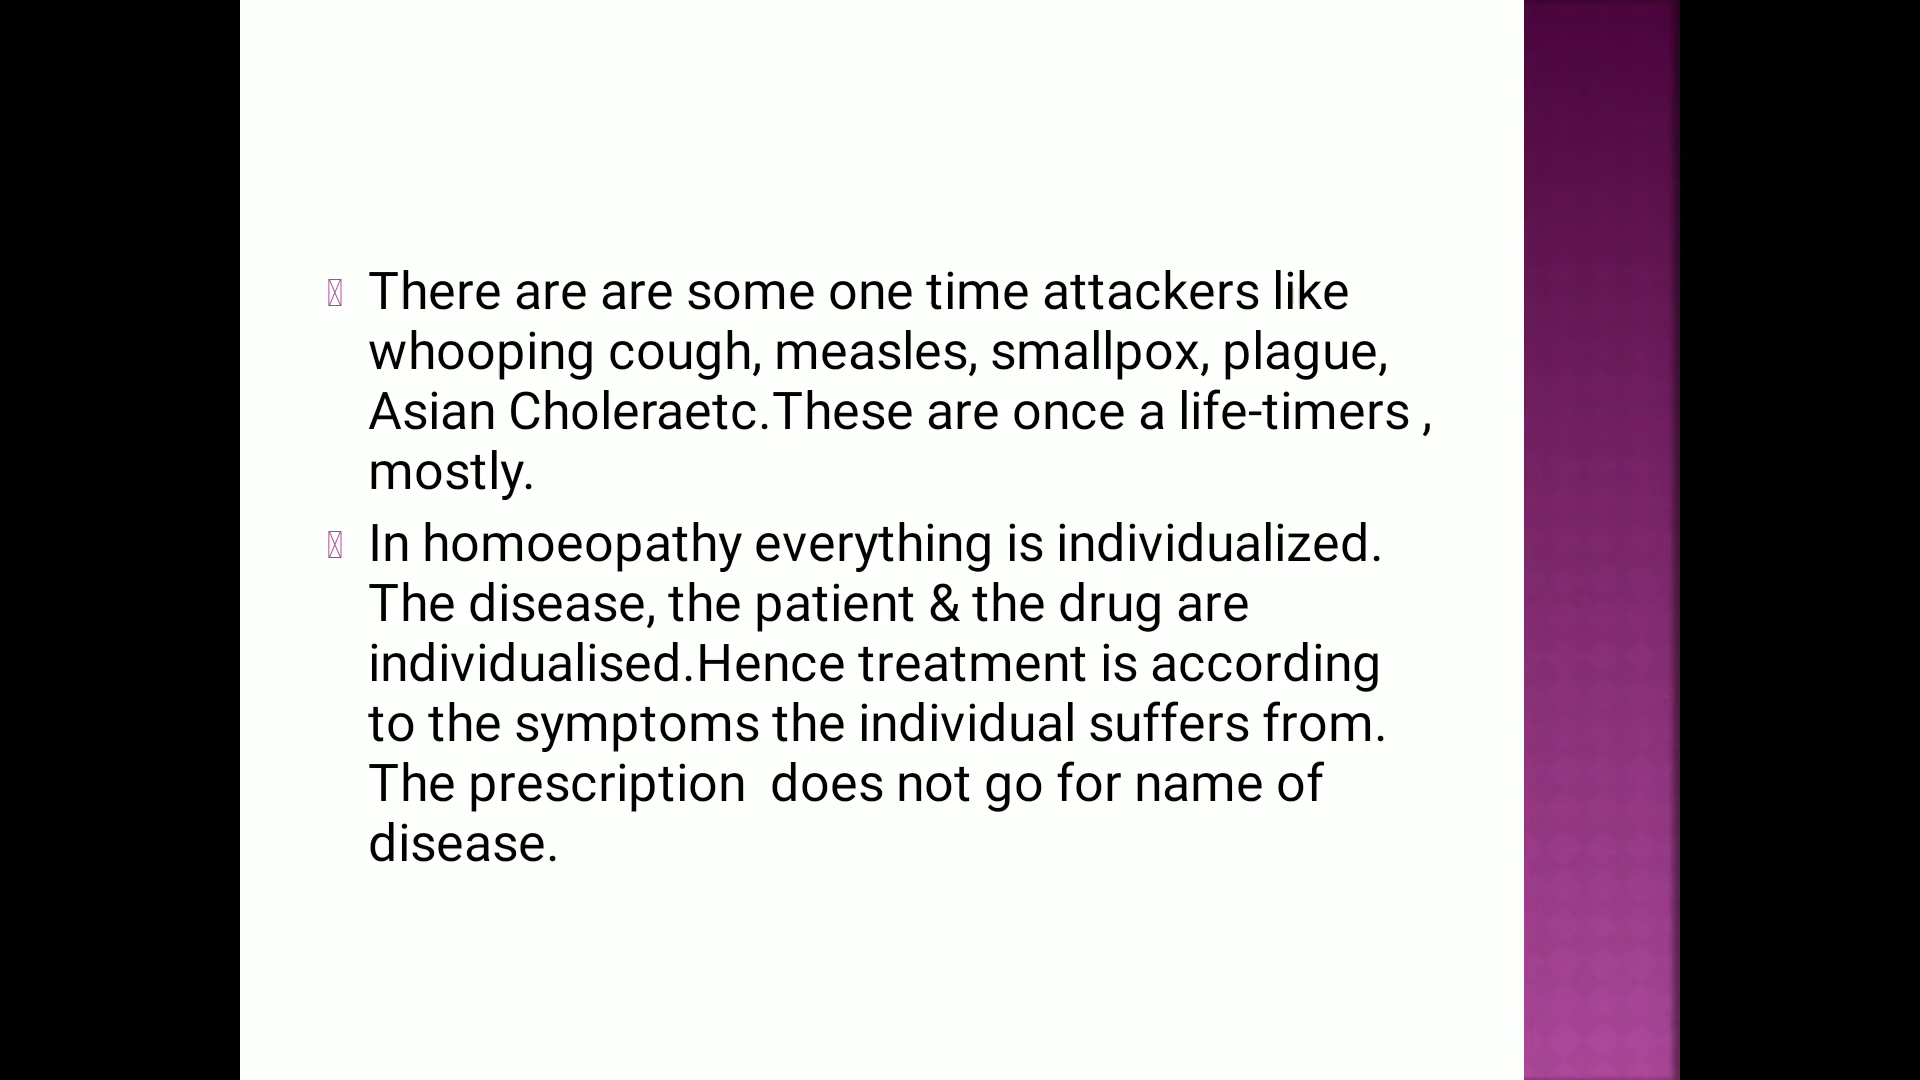 There are are some one time attackers like
whooping cough, measles, smallpox, plague,
Asian Choleraetc.These are once a life-timers ,
mostly.
In homoeopathy everything is individualized.
The disease, the patient & the drug are
individualised.Hence treatment is according
to the symptoms the individual suffers from.
The prescription  does not go for name of
disease.